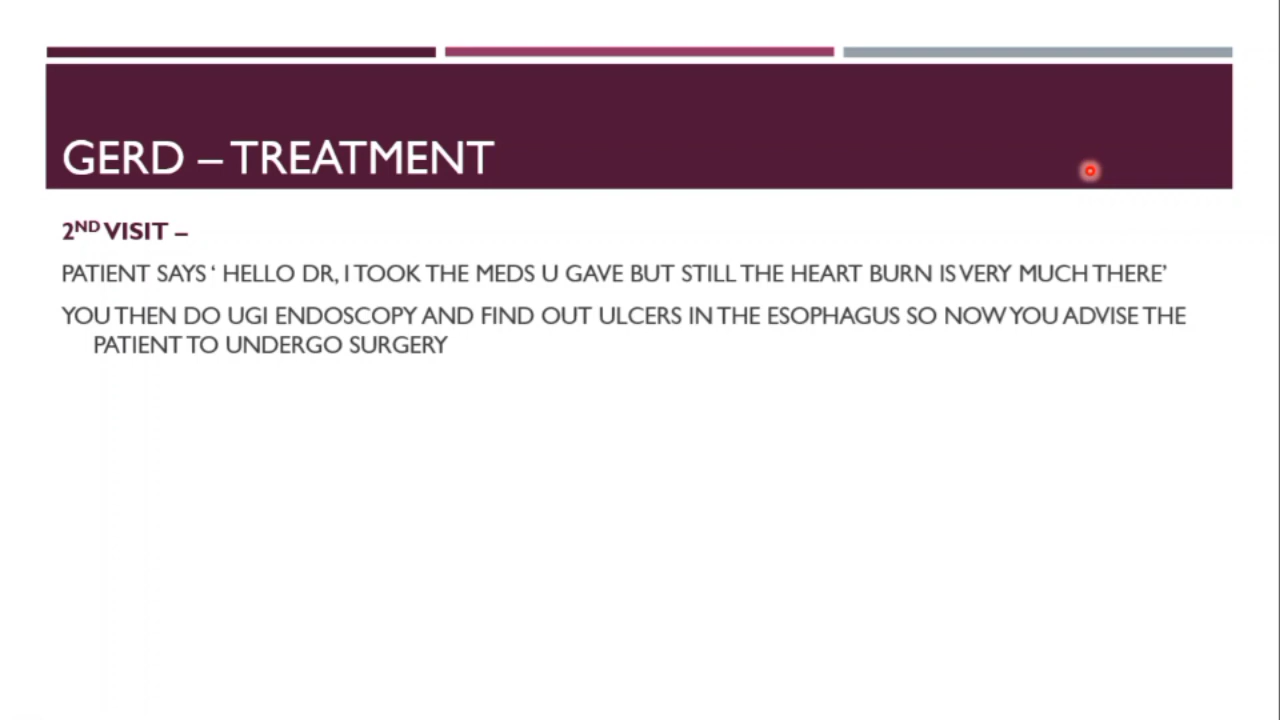 GERD – TREATMENT
2ND VISIT –
PATIENT SAYS ‘ HELLO DR, I TOOK THE MEDS U GAVE BUT STILL THE HEART BURN IS VERY MUCH THERE’
YOU THEN DO UGI ENDOSCOPY AND FIND OUT ULCERS IN THE ESOPHAGUS SO NOW YOU ADVISE THE
PATIENT TO UNDERGO SURGERY